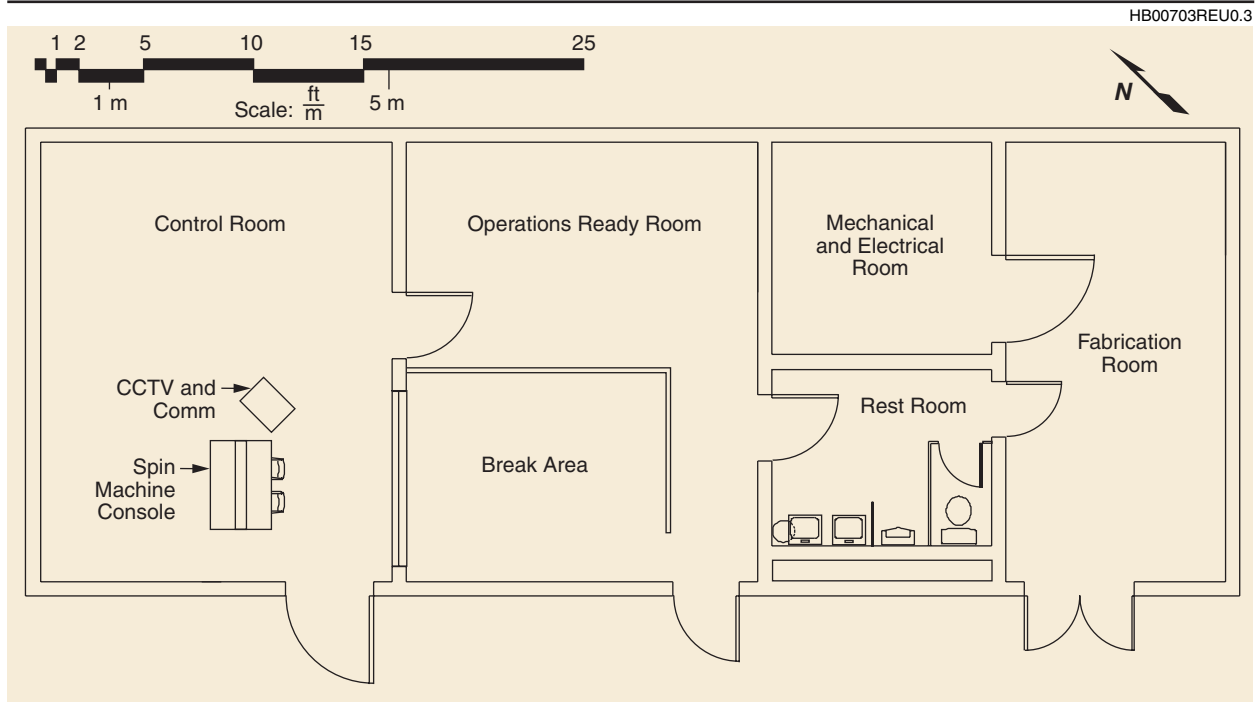 HB00703REU0.3
1 2 5 10 15 25
1 m
Scale: ft
m
5 m
N
Control Room
Operations Ready Room
Mechanical
and Electrical
Room
Fabrication
Room
CCTV and
Comm
Rest Room
Spin
Machine
Console
Break Area